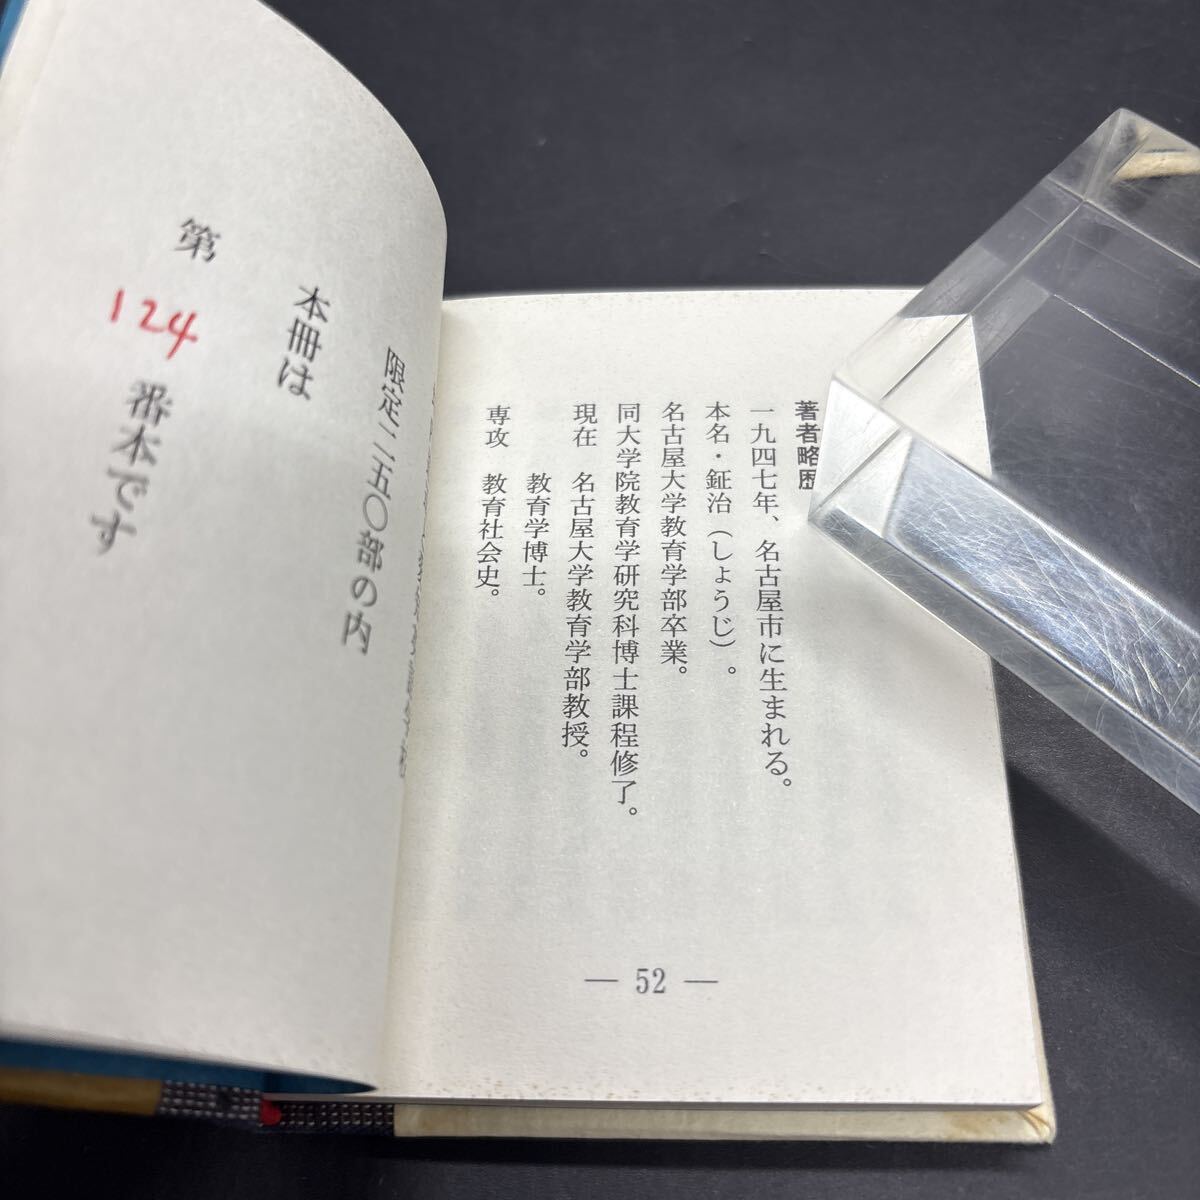 著者略歴
一九四七年、名古屋市に生まれる。
本名・鉦治(しょうじ)。
名古屋大学教育学部卒業。
同大学院教育学研究科博士課程修了。
現在 名古屋大学教育学部教授。
教育学博士。
専攻 教育社会史。
— 52 —
限定二五〇部の内
本冊は
第
124
番本です